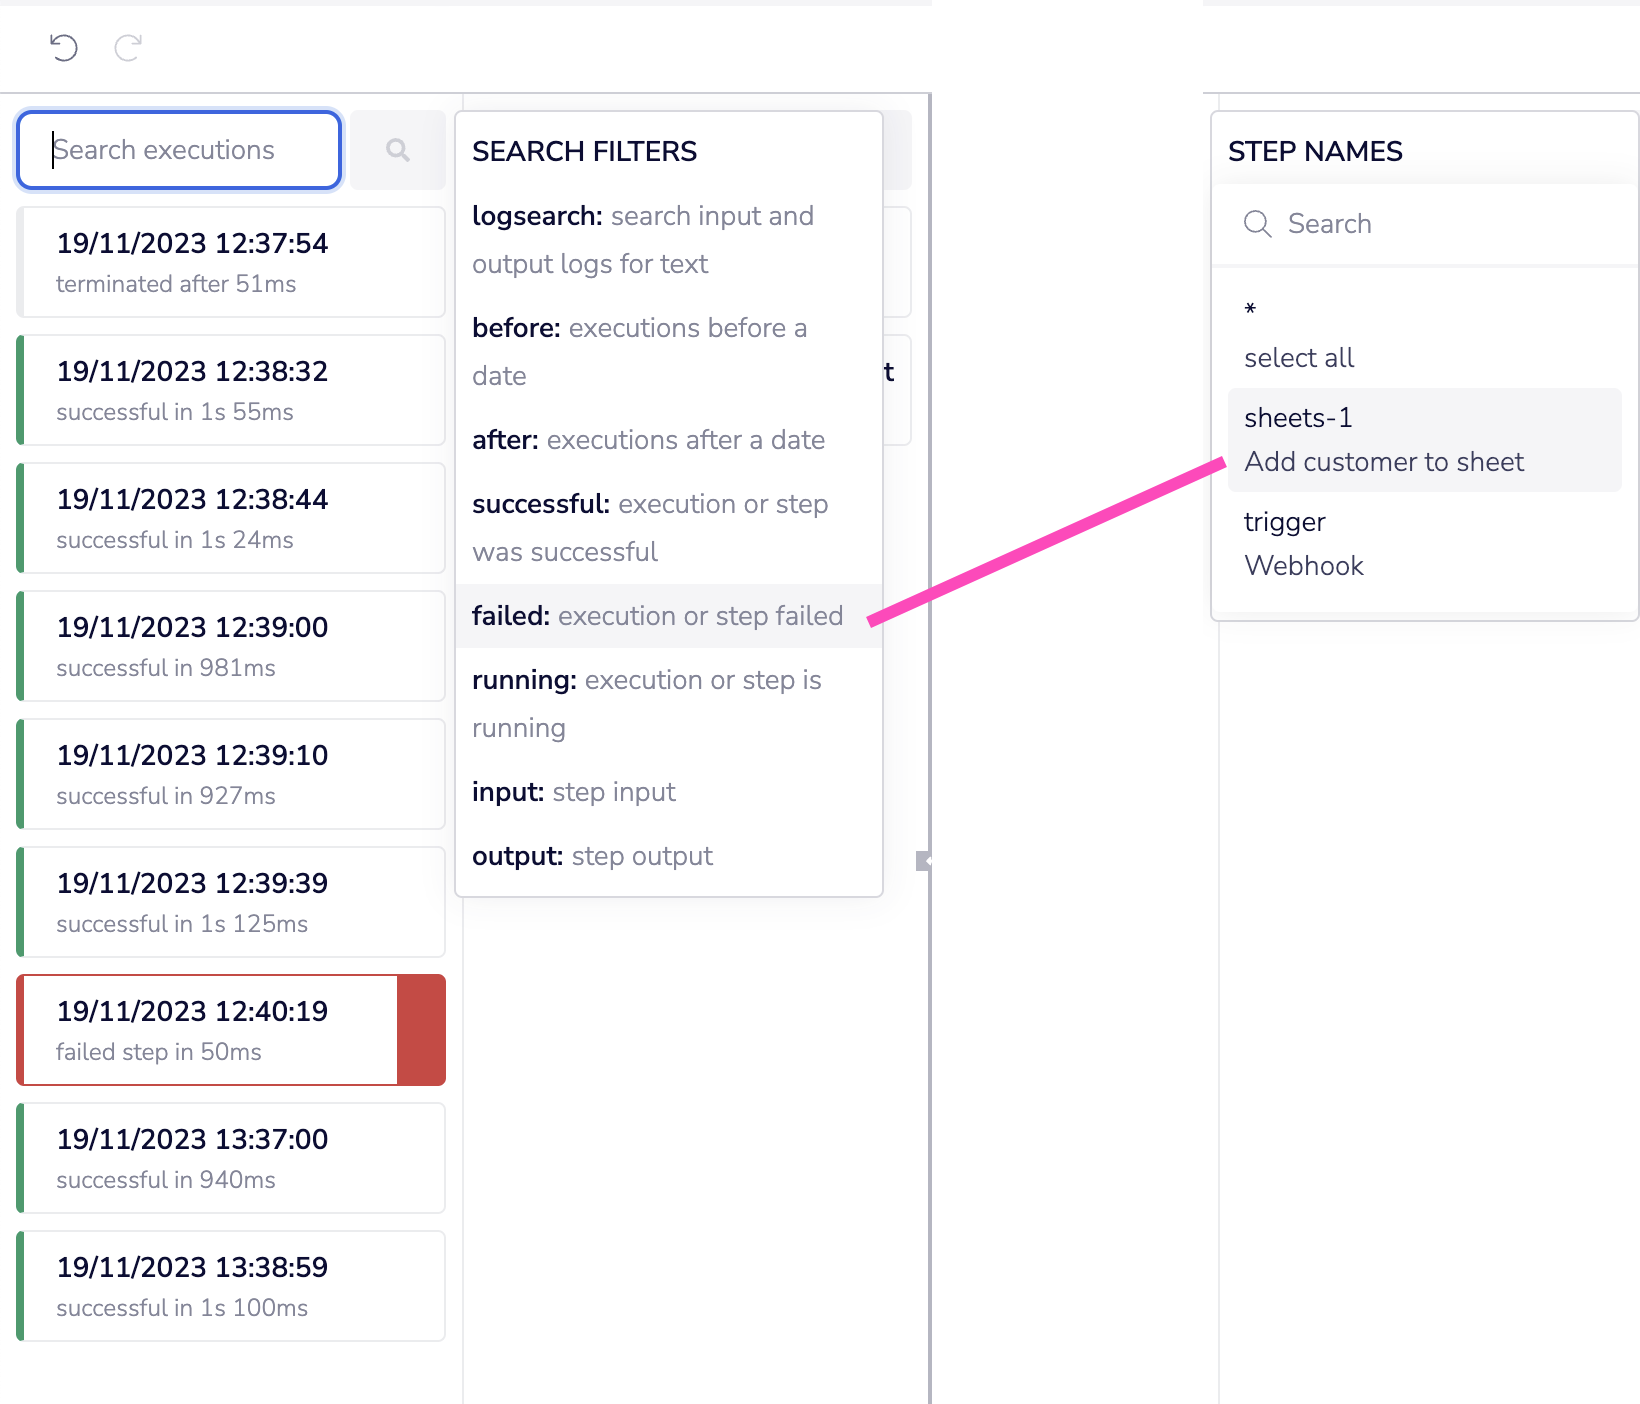 Search executions
19/11/2023 12:37:54
terminated after 51ms
19/11/2023 12:38:32
successful in 1s 55ms
19/11/2023 12:38:44
successful in 1s 24ms
19/11/2023 12:39:00
successful in 981ms
19/11/2023 12:39:10
successful in 927ms
19/11/2023 12:39:39
successful in 1s 125ms
19/11/2023 12:40:19
failed step in 50ms
19/11/2023 13:37:00
successful in 940ms
19/11/2023 13:38:59
successful in 1s 100ms
SEARCH FILTERS
logsearch: search input and
output logs for text
before: executions before a
date
after: executions after a date
successful: execution or step
was successful
failed: execution or step failed
running: execution or step is
running
input: step input
output: step output
t
STEP NAMES
Search
*
select all
sheets-1
Add customer to sheet
trigger
Webhook